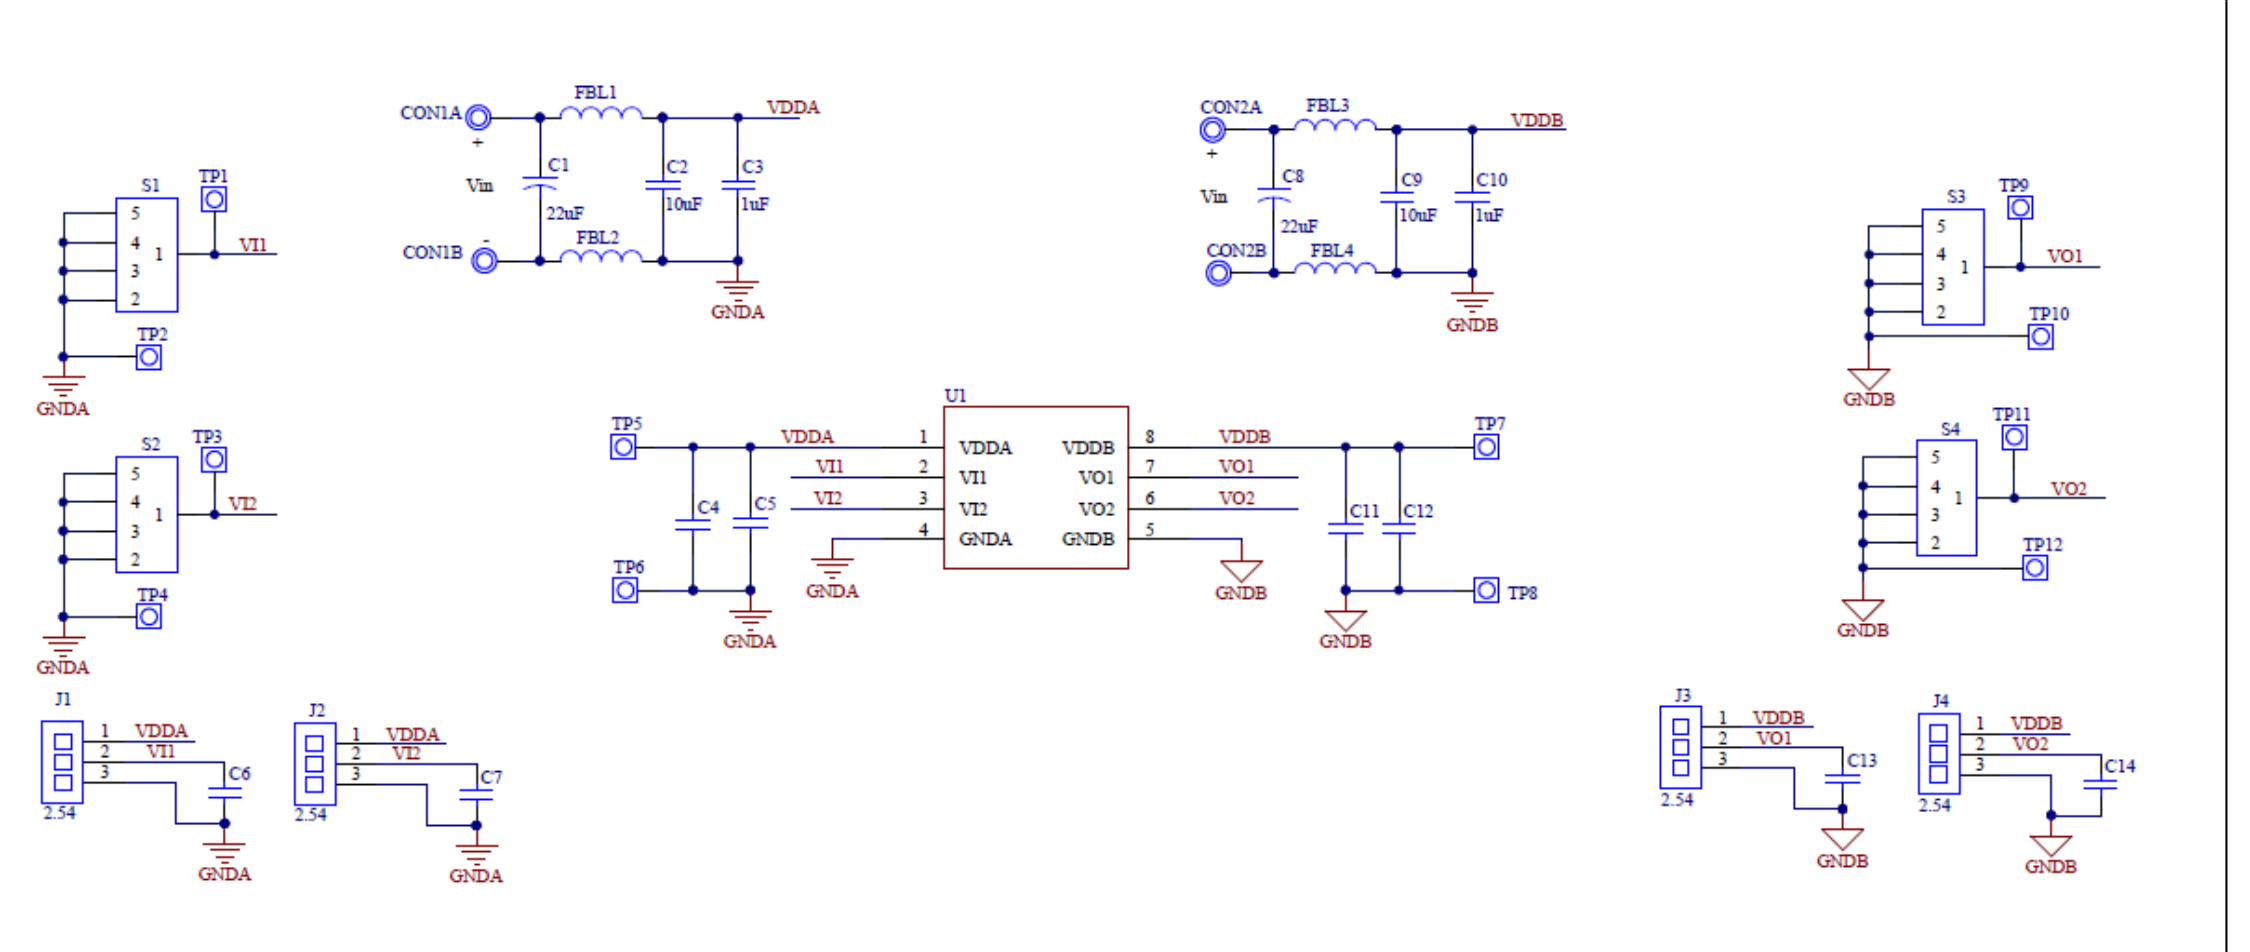 FBL1
CON1A
VDDA
+
C1
C2
C3
Vin
22uF
10uF
1uF
-
FBL2
CON1B
GNDA
CON2A
FBL3
VDDB
+
C8
C9
C10
Vin
22uF
10uF
1uF
CON2B
FBL4
GNDB
S1
TP1
5
4
3
2
1
VI1
TP2
GNDA
S2
TP3
5
4
3
2
1
VI2
TP4
GNDA
S3
TP9
5
4
3
2
1
VO1
TP10
GNDB
S4
TP11
5
4
3
2
1
VO2
TP12
GNDB
U1
TP5
VDDA
1
VDDA
VDDB
8
VDDB
TP7
VI1
2
VI1
VO1
7
VO1
VI2
3
VI2
VO2
6
VO2
4
GNDA
GNDB
5
C4
C5
C11
C12
TP6
GNDA
GNDA
GNDB
GNDB
TP8
J1
1
VDDA
2
VI1
3
C6
2.54
GNDA
J2
1
VDDA
2
VI2
3
C7
2.54
GNDA
J3
1
VDDB
2
VO1
3
C13
2.54
GNDB
J4
1
VDDB
2
VO2
3
C14
2.54
GNDB